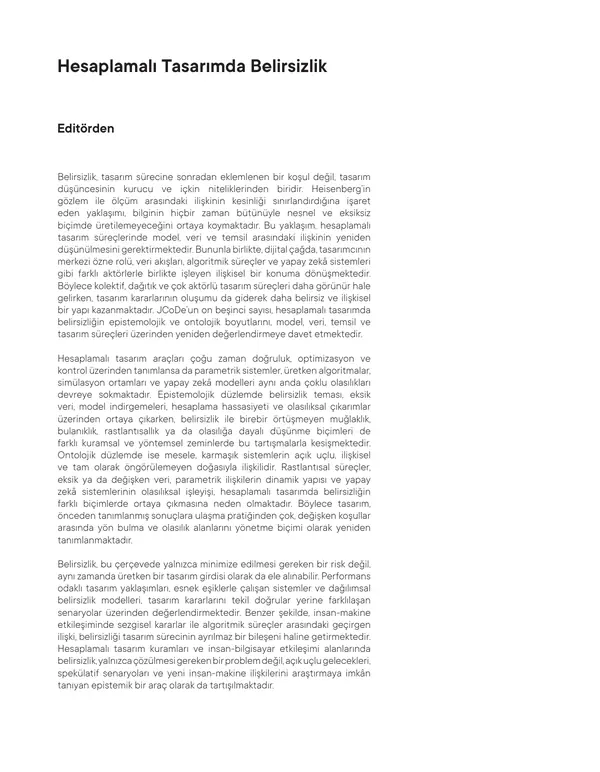 Hesaplamalı Tasarımda Belirsizlik
Editörden
Belirsizlik, tasarım sürecine sonradan eklemlenen bir koşul değil, tasarım
düşüncesinin kurucu ve içkin niteliklerinden biridir. Heisenberg'in
gözlem ile ölçüm arasındaki ilişkinin kesinliği sınırlandırdığına işaret
eden yaklaşımı, bilginin hiçbir zaman bütünüyle nesnel ve eksiksiz
biçimde üretilemeyeceğini ortaya koymaktadır. Bu yaklaşım, hesaplamalı
tasarım süreçlerinde model, veri ve temsil arasındaki ilişkinin yeniden
düşünülmesini gerektirmektedir. Bununla birlikte, dijital çağda, tasarımcının
merkezi özne rolü, veri akışları, algoritmik süreçler ve yapay zekâ sistemleri
gibi farklı aktörlerle birlikte işleyen ilişkisel bir konuma dönüşmektedir.
Böylece kolektif, dağıtık ve çok aktörlü tasarım süreçleri daha görünür hale
gelirken, tasarım kararlarının oluşumu da giderek daha belirsiz ve ilişkisel
bir yapı kazanmaktadır. JCoDe'un on beşinci sayısı, hesaplamalı tasarımda
belirsizliğin epistemolojik ve ontolojik boyutlarını, model, veri, temsil ve
tasarım süreçleri üzerinden yeniden değerlendirmeye davet etmektedir.
Hesaplamalı tasarım araçları çoğu zaman doğruluk, optimizasyon ve
kontrol üzerinden tanımlansa da parametrik sistemler, üretken algoritmalar,
simülasyon ortamları ve yapay zekâ modelleri aynı anda çoklu olasılıkları
devreye sokmaktadır. Epistemolojik düzlemde belirsizlik teması, eksik
veri, model indirgemeleri, hesaplama hassasiyeti ve olasılıksal çıkarımlar
üzerinden ortaya çıkarken, belirsizlik ile birebir örtüşmeyen muğlaklık,
bulanıklık, rastlantısallık ya da olasılığa dayalı düşünme biçimleri de
farklı kuramsal ve yöntemsel zeminlerde bu tartışmalarla kesişmektedir.
Ontolojik düzlemde ise mesele, karmaşık sistemlerin açık uçlu, ilişkisel
ve tam olarak öngörülemeyen doğasıyla ilişkilidir. Rastlantısal süreçler,
eksik ya da değişken veri, parametrik ilişkilerin dinamik yapısı ve yapay
zekâ sistemlerinin olasılıksal işleyişi, hesaplamalı tasarımda belirsizliğin
farklı biçimlerde ortaya çıkmasına neden olmaktadır. Böylece tasarım,
önceden tanımlanmış sonuçlara ulaşma pratiğinden çok, değişken koşullar
arasında yön bulma ve olasılık alanlarını yönetme biçimi olarak yeniden
tanımlanmaktadır.
Belirsizlik, bu çerçevede yalnızca minimize edilmesi gereken bir risk değil,
aynı zamanda üretken bir tasarım girdisi olarak da ele alınabilir. Performans
odaklı tasarım yaklaşımları, esnek eşiklerle çalışan sistemler ve dağılımsal
belirsizlik modelleri, tasarım kararlarını tekil doğrular yerine farklılaşan
senaryolar üzerinden değerlendirmektedir. Benzer şekilde, insan-makine
etkileşiminde sezgisel kararlar ile algoritmik süreçler arasındaki geçirgen
ilişki, belirsizliği tasarım sürecinin ayrılmaz bir bileşeni haline getirmektedir.
Hesaplamalı tasarım kuramları ve insan-bilgisayar etkileşimi alanlarında
belirsizlik, yalnızca çözülmesi gereken bir problem değil, açık uçlu gelecekleri,
spekülatif senaryoları ve yeni insan-makine ilişkilerini araştırmaya imkân
tanıyan epistemik bir araç olarak da tartışılmaktadır.